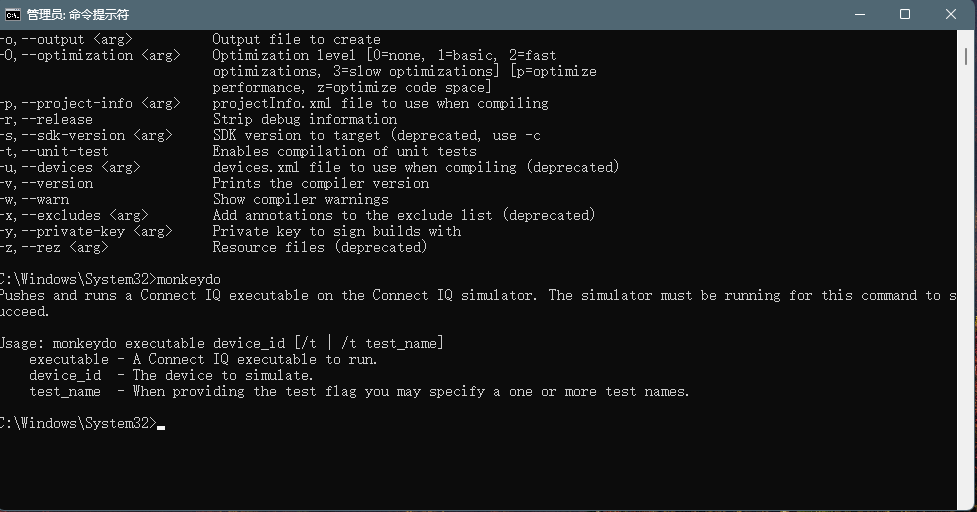 管理员: 命令提示符
-o,--output <arg> Output file to create
-O,--optimization <arg> Optimization level [0=none, 1=basic, 2=fast
optimizations, 3=slow optimizations] [p=optimize
performance, z=optimize code space]
-p,--project-info <arg> projectInfo.xml file to use when compiling
-r,--release Strip debug information
-s,--sdk-version <arg> SDK version to target (deprecated, use -c
-t,--unit-test Enables compilation of unit tests
-u,--devices <arg> devices.xml file to use when compiling (deprecated)
-v,--version Prints the compiler version
-w,--warn Show compiler warnings
-x,--excludes <arg> Add annotations to the exclude list (deprecated)
-y,--private-key <arg> Private key to sign builds with
-z,--rez <arg> Resource files (deprecated)
C:\Windows\System32>monkeydo
Pushes and runs a Connect IQ executable on the Connect IQ simulator. The simulator must be running for this command to s
ucceed.
Usage: monkeydo executable device_id [/t | /t test_name]
executable - A Connect IQ executable to run.
device_id - The device to simulate.
test_name - When providing the test flag you may specify a one or more test names.
C:\Windows\System32>